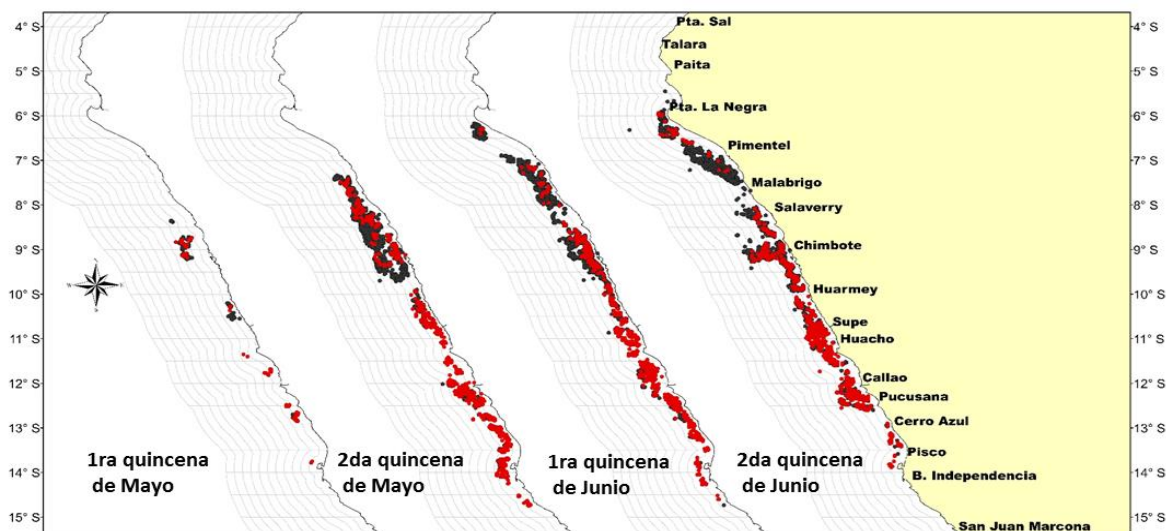 4° S
5° S
6° S
7° S
8° S
9° S
10° S
11° S
12° S
13° S
14° S
15° S
Pta. Sal
Talara
Paita
Pta. La Negra
Pimentel
Malabrigo
Salaverry
Chimbote
Huarmey
Supe
Huacho
Callao
Pucusana
Cerro Azul
Pisco
B. Independencia
San Juan Marcona
1ra quincena
de Mayo
2da quincena
de Mayo
1ra quincena
de Junio
2da quincena
de Junio
4° S
5° S
6° S
7° S
8° S
9° S
10° S
11° S
12° S
13° S
14° S
15° S